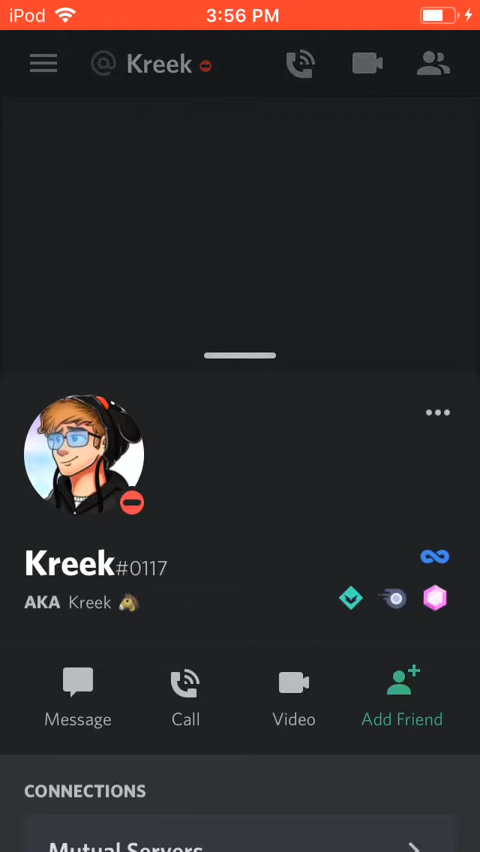 iPod 3:56 PM
@ Kreek
Kreek#0117
AKA Kreek
Message Call Video Add Friend
CONNECTIONS
Mutual Servers